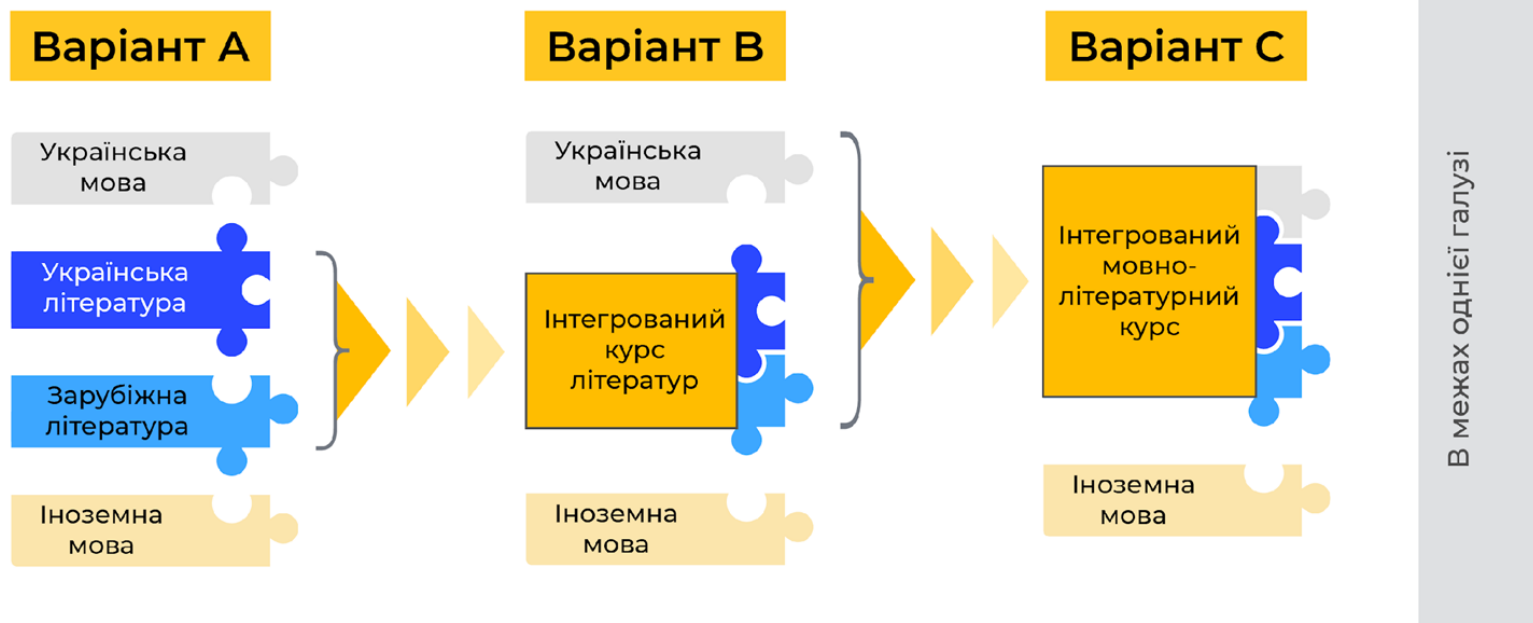 Варіант А
Українська
мова
Українська
література
Зарубіжна
література
Іноземна
мова
Варіант В
Українська
мова
Інтегрований
курс
літератур
Іноземна
мова
Варіант С
Інтегрований
мовно-
літературний
курс
Іноземна
мова
В межах однієї галузі